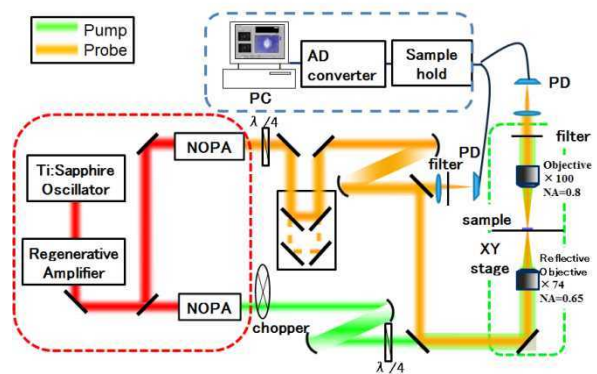 Pump
Probe
PC
AD
converter
Sample
hold
PD
λ/4
NOPA
Ti:Sapphire
Oscillator
Regenerative
Amplifier
NOPA
chopper
λ/4
filter
PD
filter
Objective
×100
NA=0.8
sample
XY
stage
Reflective
Objective
×74
NA=0.65